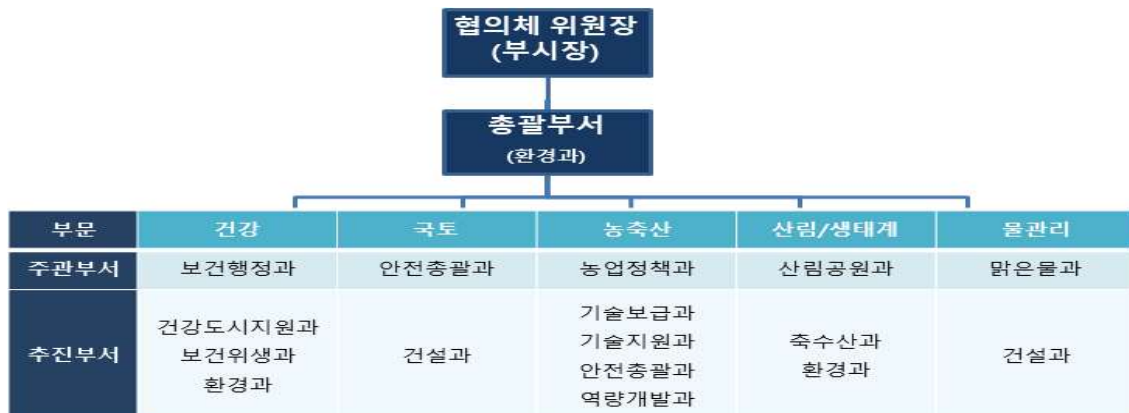 협의체 위원장
(부시장)
총괄부서
(환경과)
부문 건강 국토 농축산 산림/생태계 물관리
주관부서 보건행정과 안전총괄과 농업정책과 산림공원과 맑은물과
추진부서
건강도시지원과
보건위생과
환경과
건설과
기술보급과
기술지원과
안전총괄과
역량개발과
축수산과
환경과
건설과